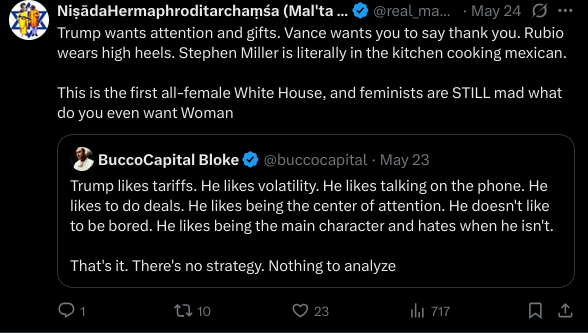 NiṣādaHermaphroditarchaṃśa (Mal'ta ... @real_ma... · May 24
Trump wants attention and gifts. Vance wants you to say thank you. Rubio
wears high heels. Stephen Miller is literally in the kitchen cooking mexican.
This is the first all-female White House, and feminists are STILL mad what
do you even want Woman
BuccoCapital Bloke @buccocapital · May 23
Trump likes tariffs. He likes volatility. He likes talking on the phone. He
likes to do deals. He likes being the center of attention. He doesn't like
to be bored. He likes being the main character and hates when he isn't.
That's it. There's no strategy. Nothing to analyze
1 10 23 717